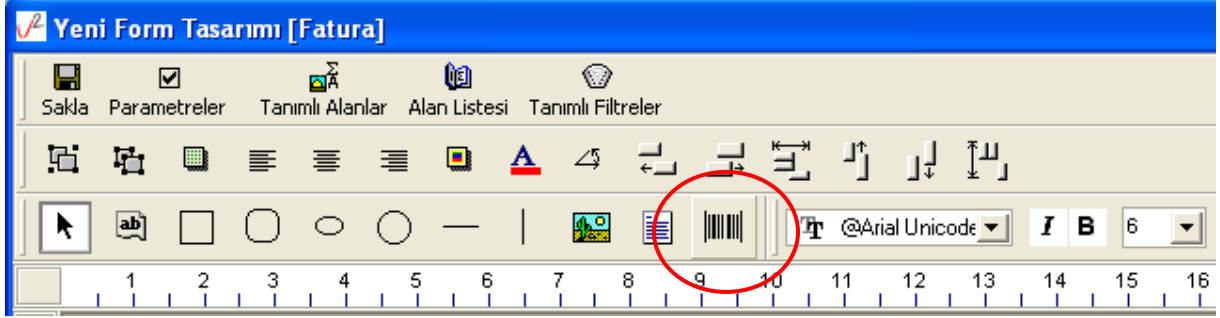 Yeni Form Tasarımı [Fatura]
Sakla Parametreler Tanımlı Alanlar Alan Listesi Tanımlı Filtreler
ab A @Arial Unicode I B 6
1 2 3 4 5 6 7 8 9 10 11 12 13 14 15 16